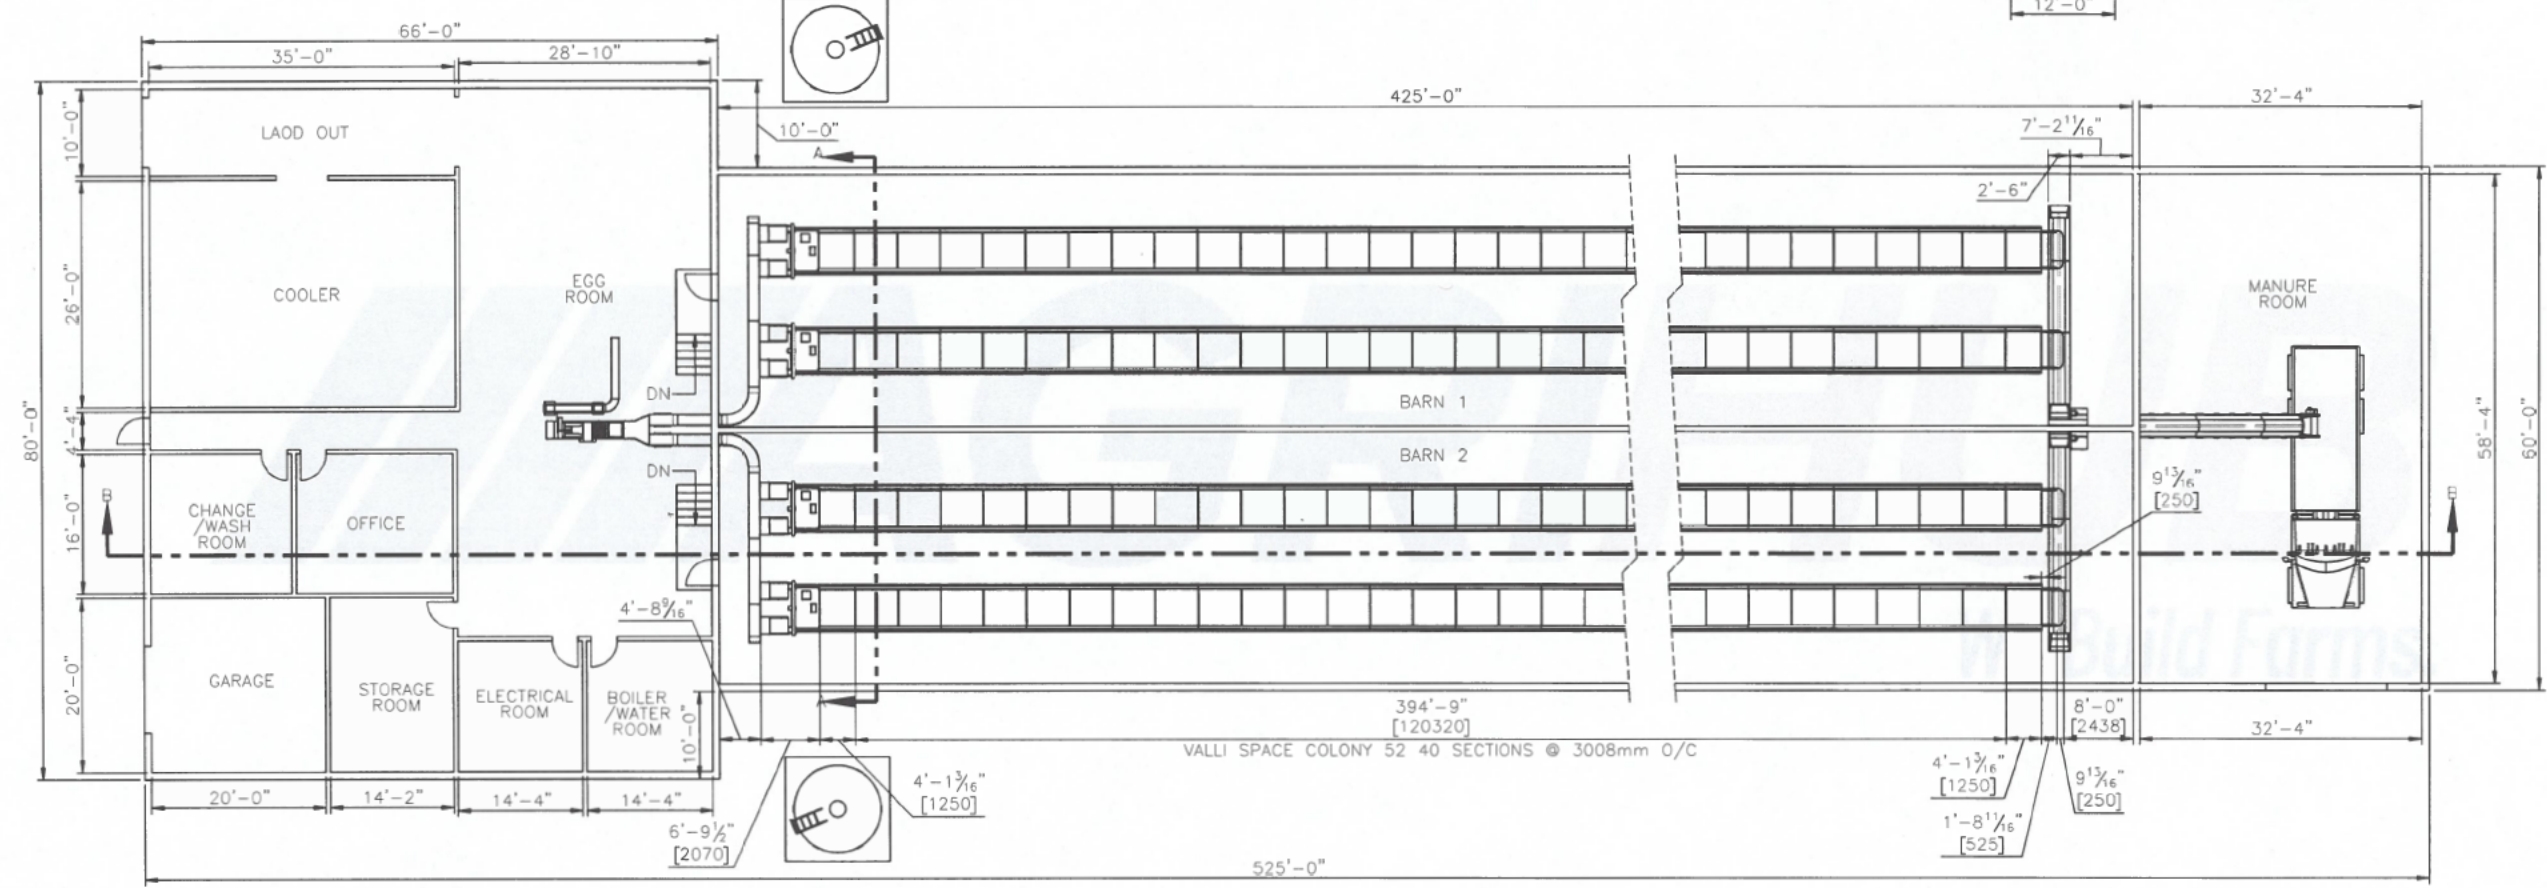 12'-0"
66'-0"
35'-0"
28'-10"
425'-0"
32'-4"
10'-0"
LAOD OUT
10'-0"
A
7'-2 11/16"
2'-6"
80'-0"
26'-0"
COOLER
EGG
ROOM
MANURE
ROOM
DN
BARN 1
4'-4"
58'-4"
60'-0"
DN
BARN 2
B
9 13/16"
[250]
B
16'-0"
CHANGE
/WASH
ROOM
OFFICE
4'-8 9/16"
AGRIHUB
We Build Farms
20'-0"
GARAGE
STORAGE
ROOM
ELECTRICAL
ROOM
BOILER
/WATER
ROOM
10'-0"
A
394'-9"
[120320]
VALLI SPACE COLONY 52 40 SECTIONS @ 3008mm O/C
8'-0"
[2438]
32'-4"
20'-0"
14'-2"
14'-4"
14'-4"
4'-1 3/16"
[1250]
4'-1 3/16"
[1250]
9 13/16"
[250]
6'-9 1/2"
[2070]
1'-8 11/16"
[525]
525'-0"